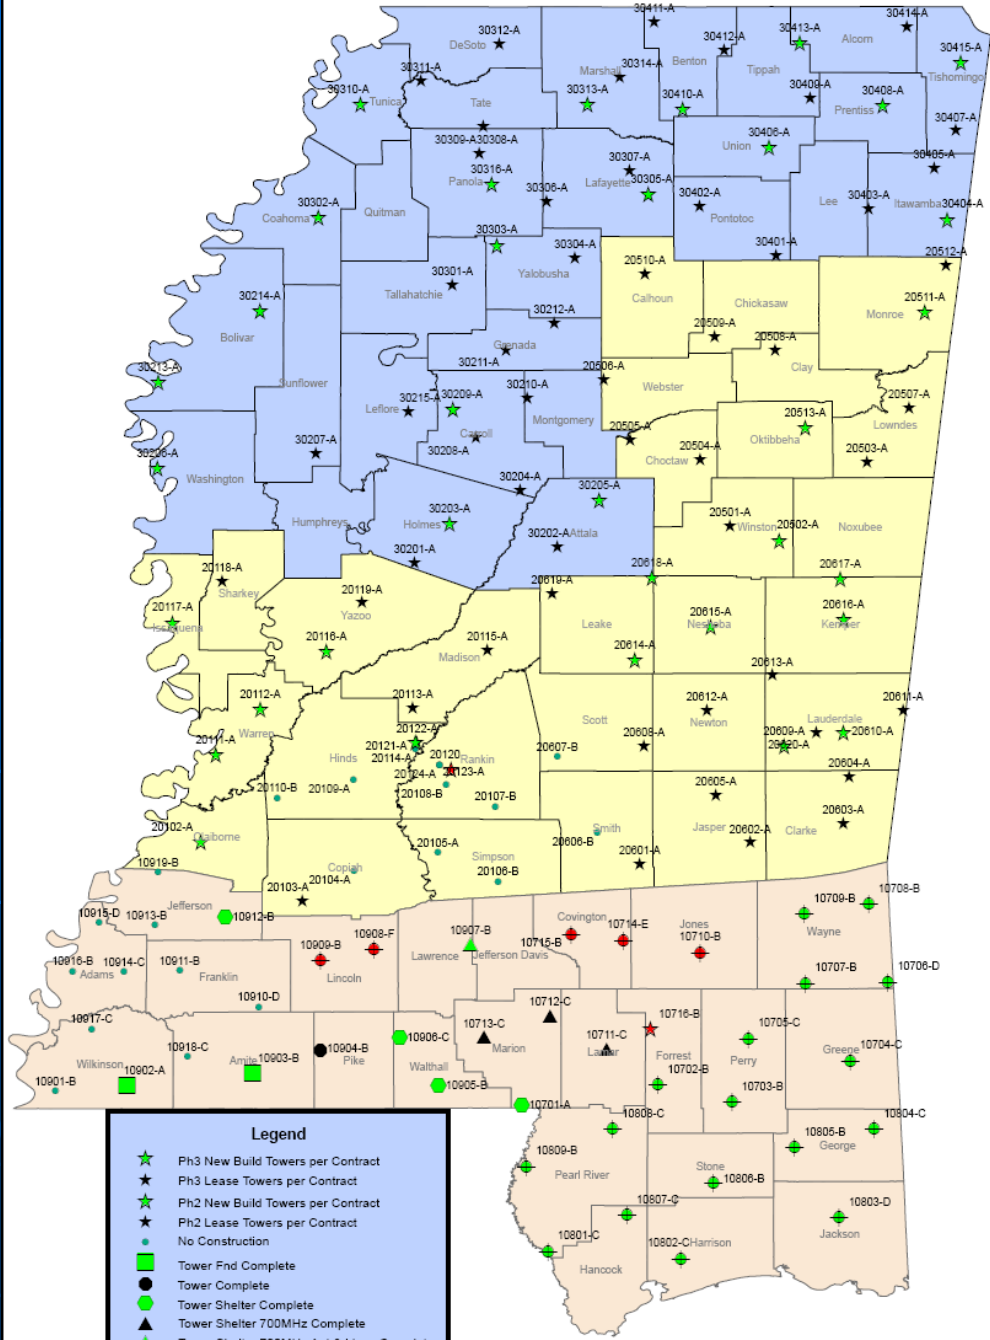 30411-A
30414-A
30312-A
DeSoto
30412-A
30413-A
Alcorn
30415-A
Tishomingo
30311-A
Marshall
30314-A
Benton
Tippah
30310-A
Tunica
Tate
30313-A
30410-A
30409-A
30408-A
Prentiss
30407-A
30309-A
30308-A
30406-A
Union
30307-A
30405-A
Panola
30316-A
Lafayette
30305-A
30306-A
30402-A
30403-A
Lee
Itawamba
30404-A
30302-A
Coahoma
Quitman
Pontotoc
30303-A
30304-A
30401-A
20512-A
Yalobusha
20510-A
30301-A
Tallahatchie
Calhoun
Chickasaw
20511-A
Monroe
30214-A
Bolivar
30212-A
20509-A
20508-A
Grenada
30211-A
Clay
30213-A
Sunflower
20506-A
Webster
30210-A
30215-A
Leflore
30209-A
20507-A
Lowndes
Montgomery
20513-A
Carroll
20505-A
Oktibbeha
30207-A
30208-A
20504-A
Choctaw
20503-A
30206-A
Washington
30204-A
30205-A
Humphreys
30203-A
Holmes
20501-A
Winston
20502-A
Noxubee
30202-A
Attala
30201-A
20618-A
20617-A
20118-A
Sharkey
20619-A
20119-A
Yazoo
20117-A
Issaquena
Leake
20615-A
Neshoba
20616-A
Kemper
20116-A
20115-A
Madison
20614-A
20613-A
20112-A
20113-A
20612-A
Newton
20611-A
Warren
20111-A
20122-A
20121-A
20114-A
Scott
20608-A
Lauderdale
20609-A
20610-A
20620-A
Hinds
20120
Rankin
20607-B
20124-A
20123-A
20604-A
20110-B
20109-A
20108-B
20107-B
20605-A
20603-A
20102-A
Claiborne
Smith
20606-B
Jasper
20602-A
Clarke
20105-A
Simpson
10919-B
Copiah
20106-B
20601-A
20103-A
20104-A
10708-B
Jefferson
10915-D
10913-B
10912-B
10709-B
Wayne
Covington
10714-E
Jones
10710-B
10909-B
10908-F
10907-B
Lawrence
Jefferson Davis
10715-B
10916-B
Adams
10914-C
10911-B
Franklin
Lincoln
10707-B
10706-D
10910-D
10712-C
10917-C
10713-C
Marion
10711-C
Lamar
10716-B
10705-C
Perry
10918-C
Amite
10903-B
10904-B
Pike
10906-C
Walthall
Forrest
10702-B
Greene
10704-C
Wilkinson
10902-A
10901-B
10905-B
10701-A
10703-B
10808-C
10804-C
10805-B
George
10809-B
Pearl River
Stone
10806-B
10807-C
10803-D
Jackson
10801-C
10802-C
Harrison
Hancock
Legend
Ph3 New Build Towers per Contract
Ph3 Lease Towers per Contract
Ph2 New Build Towers per Contract
Ph2 Lease Towers per Contract
No Construction
Tower Fnd Complete
Tower Complete
Tower Shelter Complete
Tower Shelter 700MHz Complete